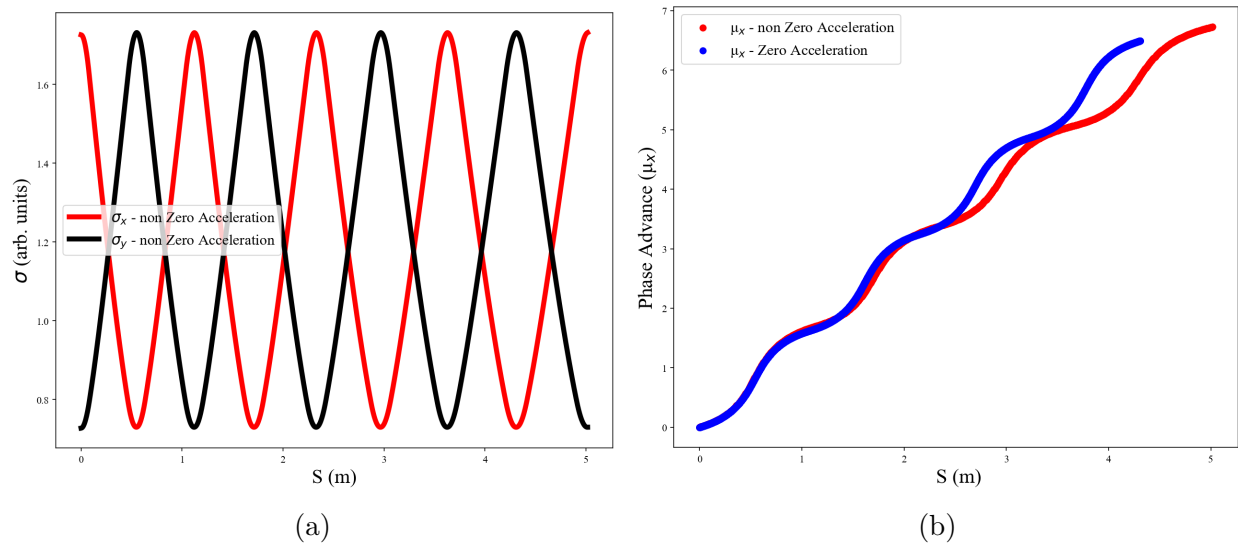 σ (arb. units)
1.6
1.4
1.2
1.0
0.8
σx - non Zero Acceleration
σy - non Zero Acceleration
0
1
2
3
4
5
S (m)
(a)
Phase Advance (μx)
7
6
5
4
3
2
1
0
μx - non Zero Acceleration
μx - Zero Acceleration
0
1
2
3
4
5
S (m)
(b)